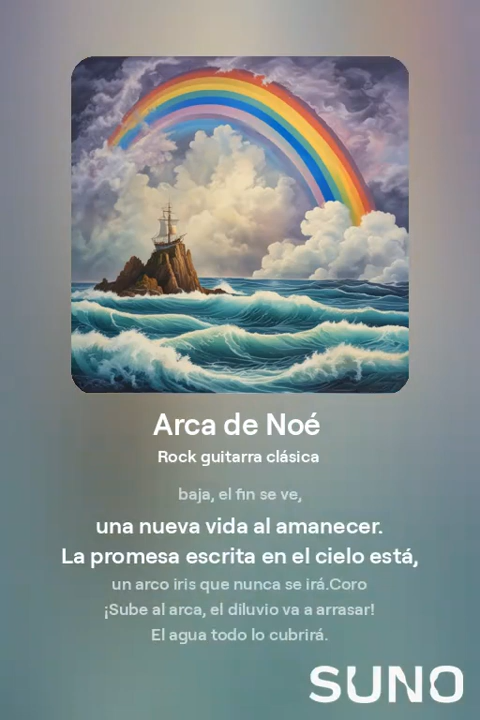 Arca de Noé
Rock guitarra clásica
baja, el fin se ve,
una nueva vida al amanecer.
La promesa escrita en el cielo está,
un arco iris que nunca se irá.Coro
¡Sube al arca, el diluvio va a arrasar!
El agua todo lo cubrirá.
SUNO